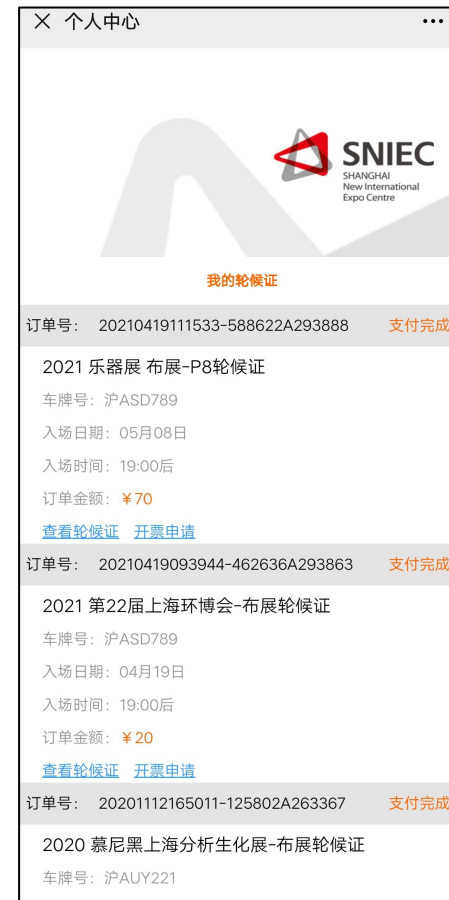 个人中心
SNIEC
SHANGHAI
New International
Expo Centre
我的轮候证
订单号: 20210419111533-588622A293888 支付完成
2021 乐器展 布展-P8轮候证
车牌号: 沪ASD789
入场日期: 05月08日
入场时间: 19:00后
订单金额: ¥70
查看轮候证 开票申请
订单号: 20210419093944-462636A293863 支付完成
2021 第22届上海环博会-布展轮候证
车牌号: 沪ASD789
入场日期: 04月19日
入场时间: 19:00后
订单金额: ¥20
查看轮候证 开票申请
订单号: 20201112165011-125802A263367 支付完成
2020 慕尼黑上海分析生化展-布展轮候证
车牌号: 沪AUY221